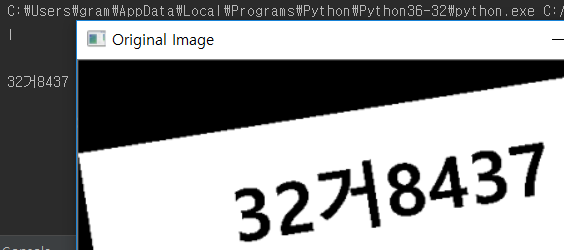 C:₩Users₩gram₩AppData₩Local₩Programs₩Python₩Python36-32₩python.exe C:/
|
Original Image
32거8437
32거8437
Console